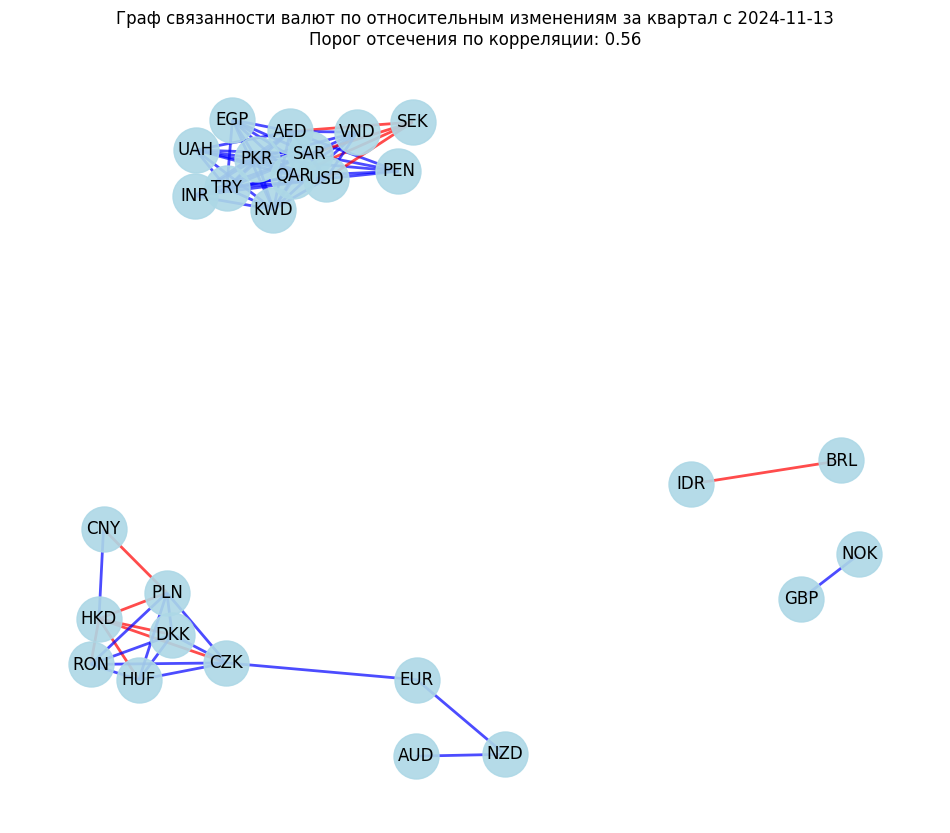 Граф связанности валют по относительным изменениям за квартал с 2024-11-13
Порог отсечения по корреляции: 0.56
EGP
AED
VND
SEK
UAH
PKR
SAR
PEN
INR
TRY
QAR
USD
KWD
BRL
IDR
CNY
NOK
PLN
GBP
HKD
DKK
RON
HUF
CZK
EUR
AUD
NZD